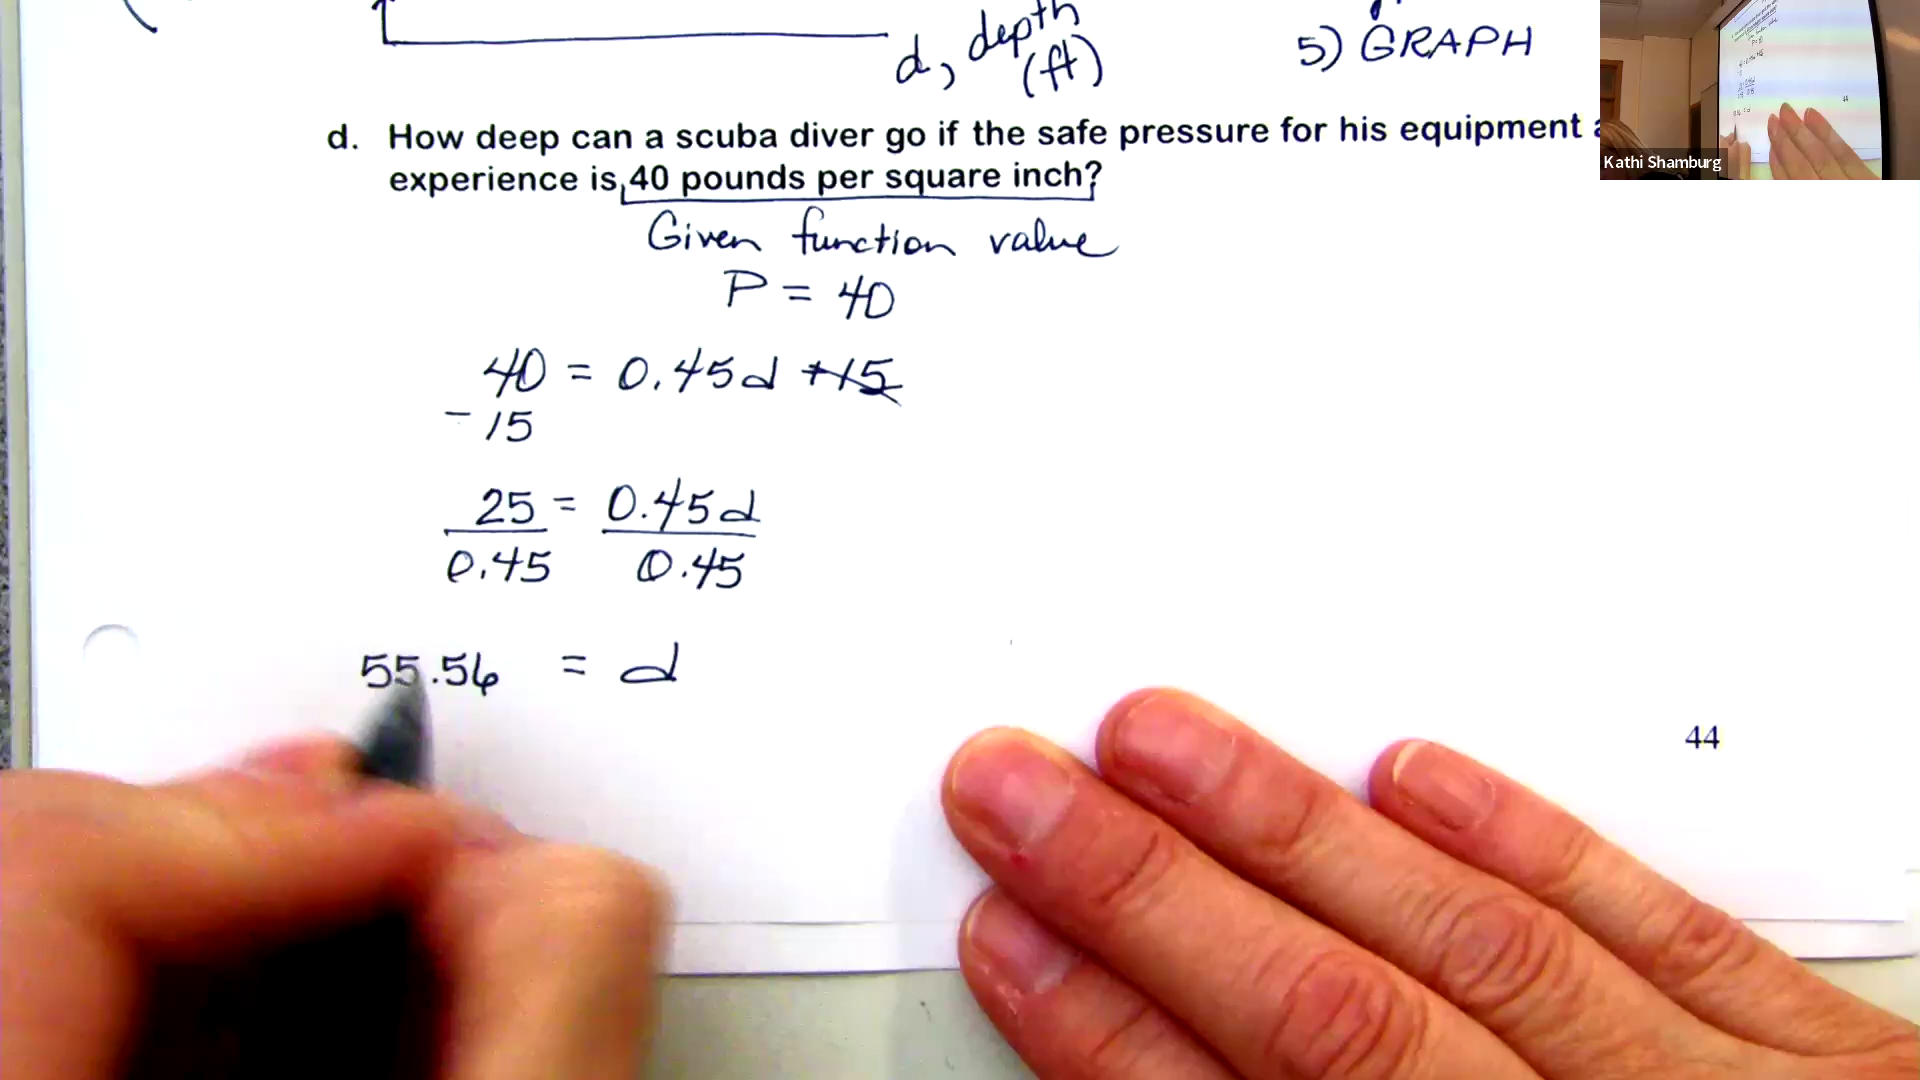 d, depth
(ft)
5) GRAPH
d. How deep can a scuba diver go if the safe pressure for his equipment
experience is 40 pounds per square inch?
Given function value
P = 40
40 = 0.45d +15
- 15
25 = 0.45d
0.45 0.45
55.56 = d
44
Kathi Shamburg